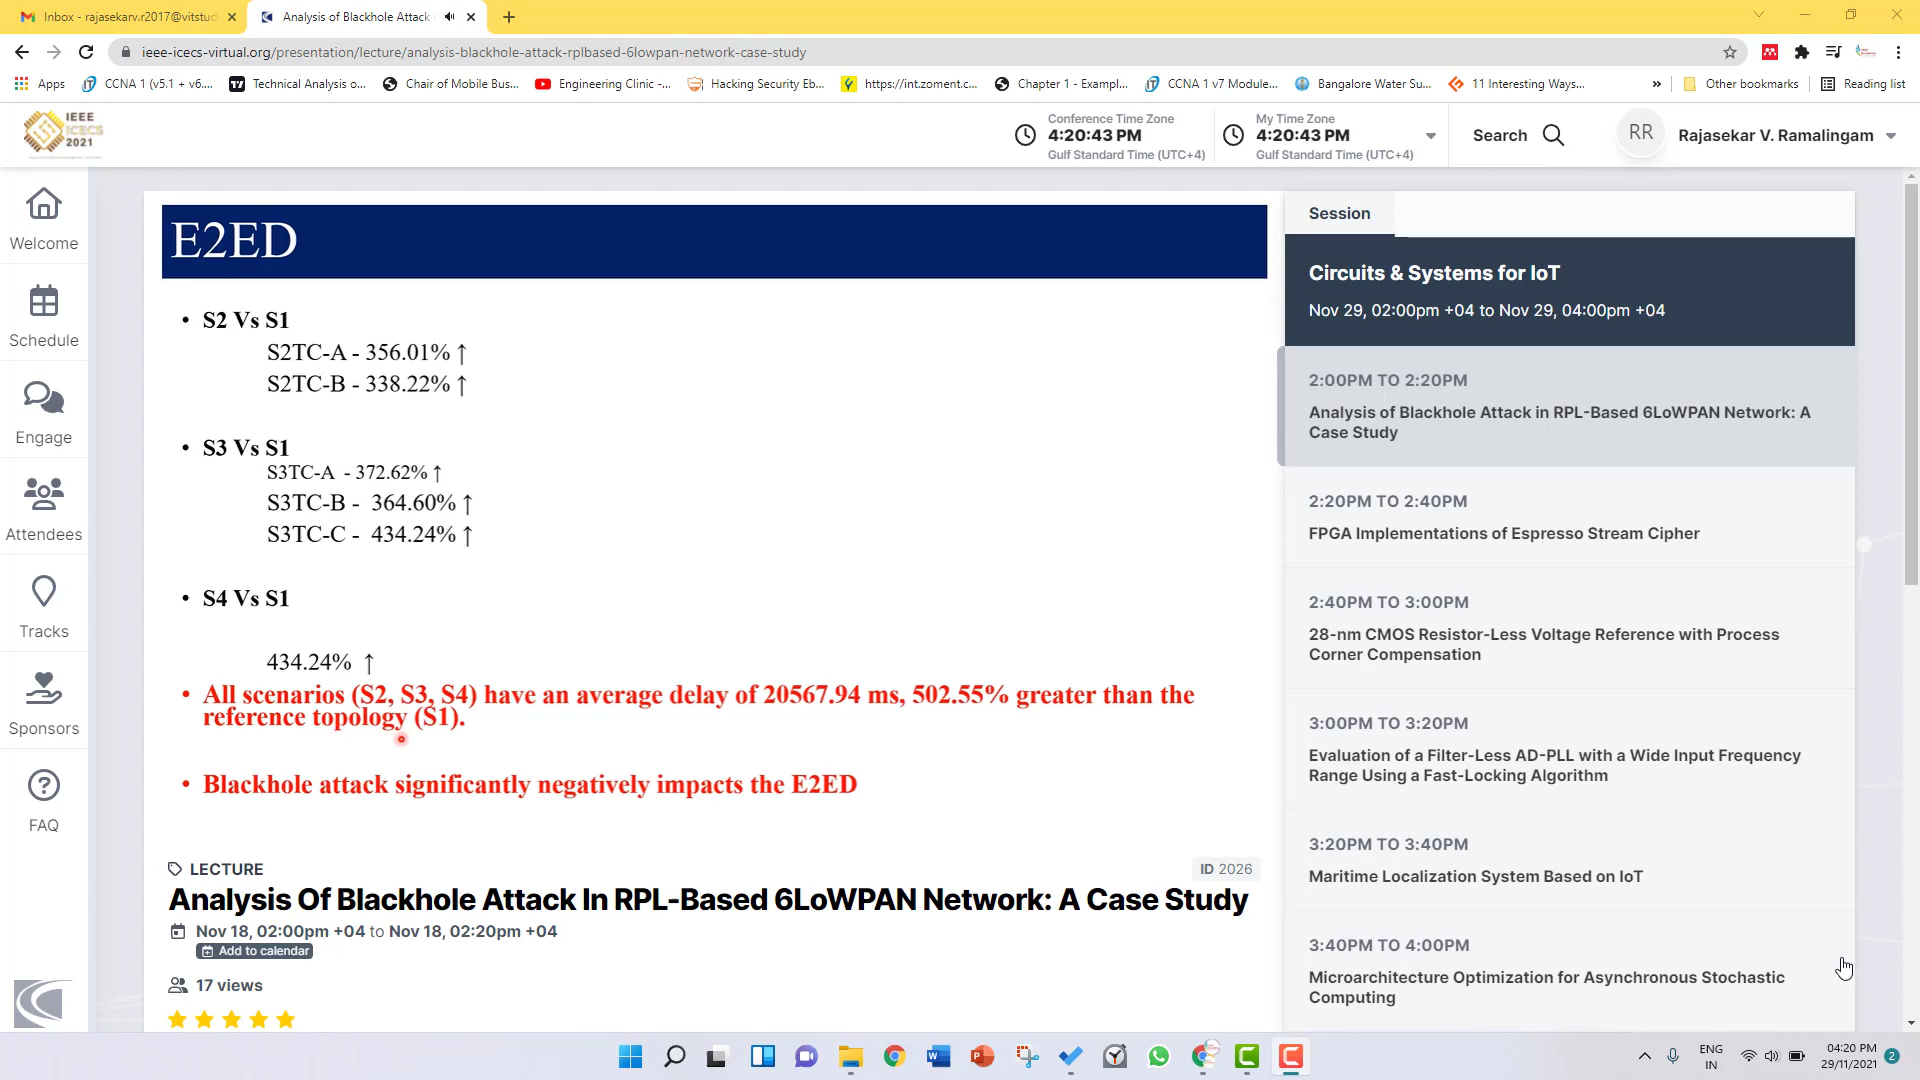 Inbox - rajasekarv.r2017@vitstud
Analysis of Blackhole Attack
ieee-icecs-virtual.org/presentation/lecture/analysis-blackhole-attack-rplbased-6lowpan-network-case-study
Apps
CCNA 1 (v5.1 + v6....
Technical Analysis o...
Chair of Mobile Bus...
Engineering Clinic -...
Hacking Security Eb...
https://int.zoment.c...
Chapter 1 - Exampl...
CCNA 1 v7 Module...
Bangalore Water Su...
11 Interesting Ways...
»
Other bookmarks
Reading list
IEEE
ICECS
2021
Conference Time Zone
4:20:43 PM
Gulf Standard Time (UTC+4)
My Time Zone
4:20:43 PM
Gulf Standard Time (UTC+4)
Search
RR
Rajasekar V. Ramalingam
Welcome
Schedule
Engage
Attendees
Tracks
Sponsors
FAQ
E2ED
• S2 Vs S1
S2TC-A - 356.01% ↑
S2TC-B - 338.22% ↑
• S3 Vs S1
S3TC-A - 372.62% ↑
S3TC-B - 364.60% ↑
S3TC-C - 434.24% ↑
• S4 Vs S1
434.24% ↑
• All scenarios (S2, S3, S4) have an average delay of 20567.94 ms, 502.55% greater than the
reference topology (S1).
• Blackhole attack significantly negatively impacts the E2ED
LECTURE
ID 2026
Analysis Of Blackhole Attack In RPL-Based 6LoWPAN Network: A Case Study
Nov 18, 02:00pm +04 to Nov 18, 02:20pm +04
Add to calendar
17 views
Session
Circuits & Systems for IoT
Nov 29, 02:00pm +04 to Nov 29, 04:00pm +04
2:00PM TO 2:20PM
Analysis of Blackhole Attack in RPL-Based 6LoWPAN Network: A
Case Study
2:20PM TO 2:40PM
FPGA Implementations of Espresso Stream Cipher
2:40PM TO 3:00PM
28-nm CMOS Resistor-Less Voltage Reference with Process
Corner Compensation
3:00PM TO 3:20PM
Evaluation of a Filter-Less AD-PLL with a Wide Input Frequency
Range Using a Fast-Locking Algorithm
3:20PM TO 3:40PM
Maritime Localization System Based on IoT
3:40PM TO 4:00PM
Microarchitecture Optimization for Asynchronous Stochastic
Computing
ENG
IN
04:20 PM
29/11/2021
2